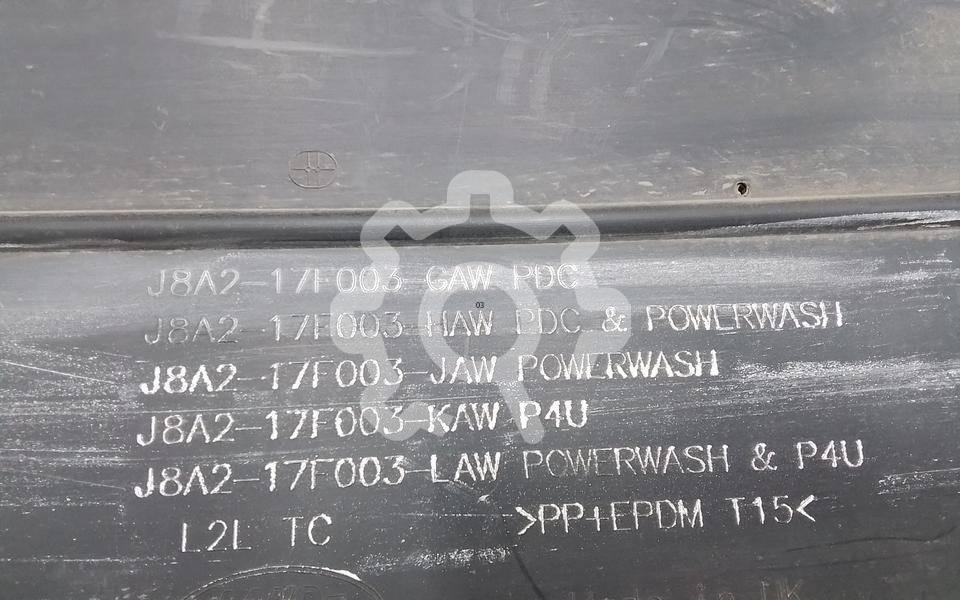 J8A2-17F003-GAW PDC
03
J8A2-17F003-HAW PDC & POWERWASH
J8A2-17F003-JAW POWERWASH
J8A2-17F003-KAW P4U
J8A2-17F003-LAW POWERWASH & P4U
L2L TC >PP+EPDM T15<